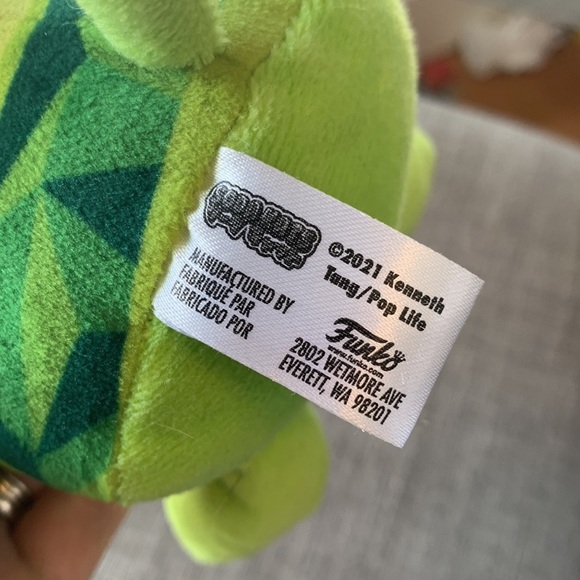 ©2021 Kenneth
Tang/Pop Life
MANUFACTURED BY
FABRIQUÉ PAR
FABRICADO POR
Funko
www.funko.com
2802 WETMORE AVE
EVERETT, WA 98201